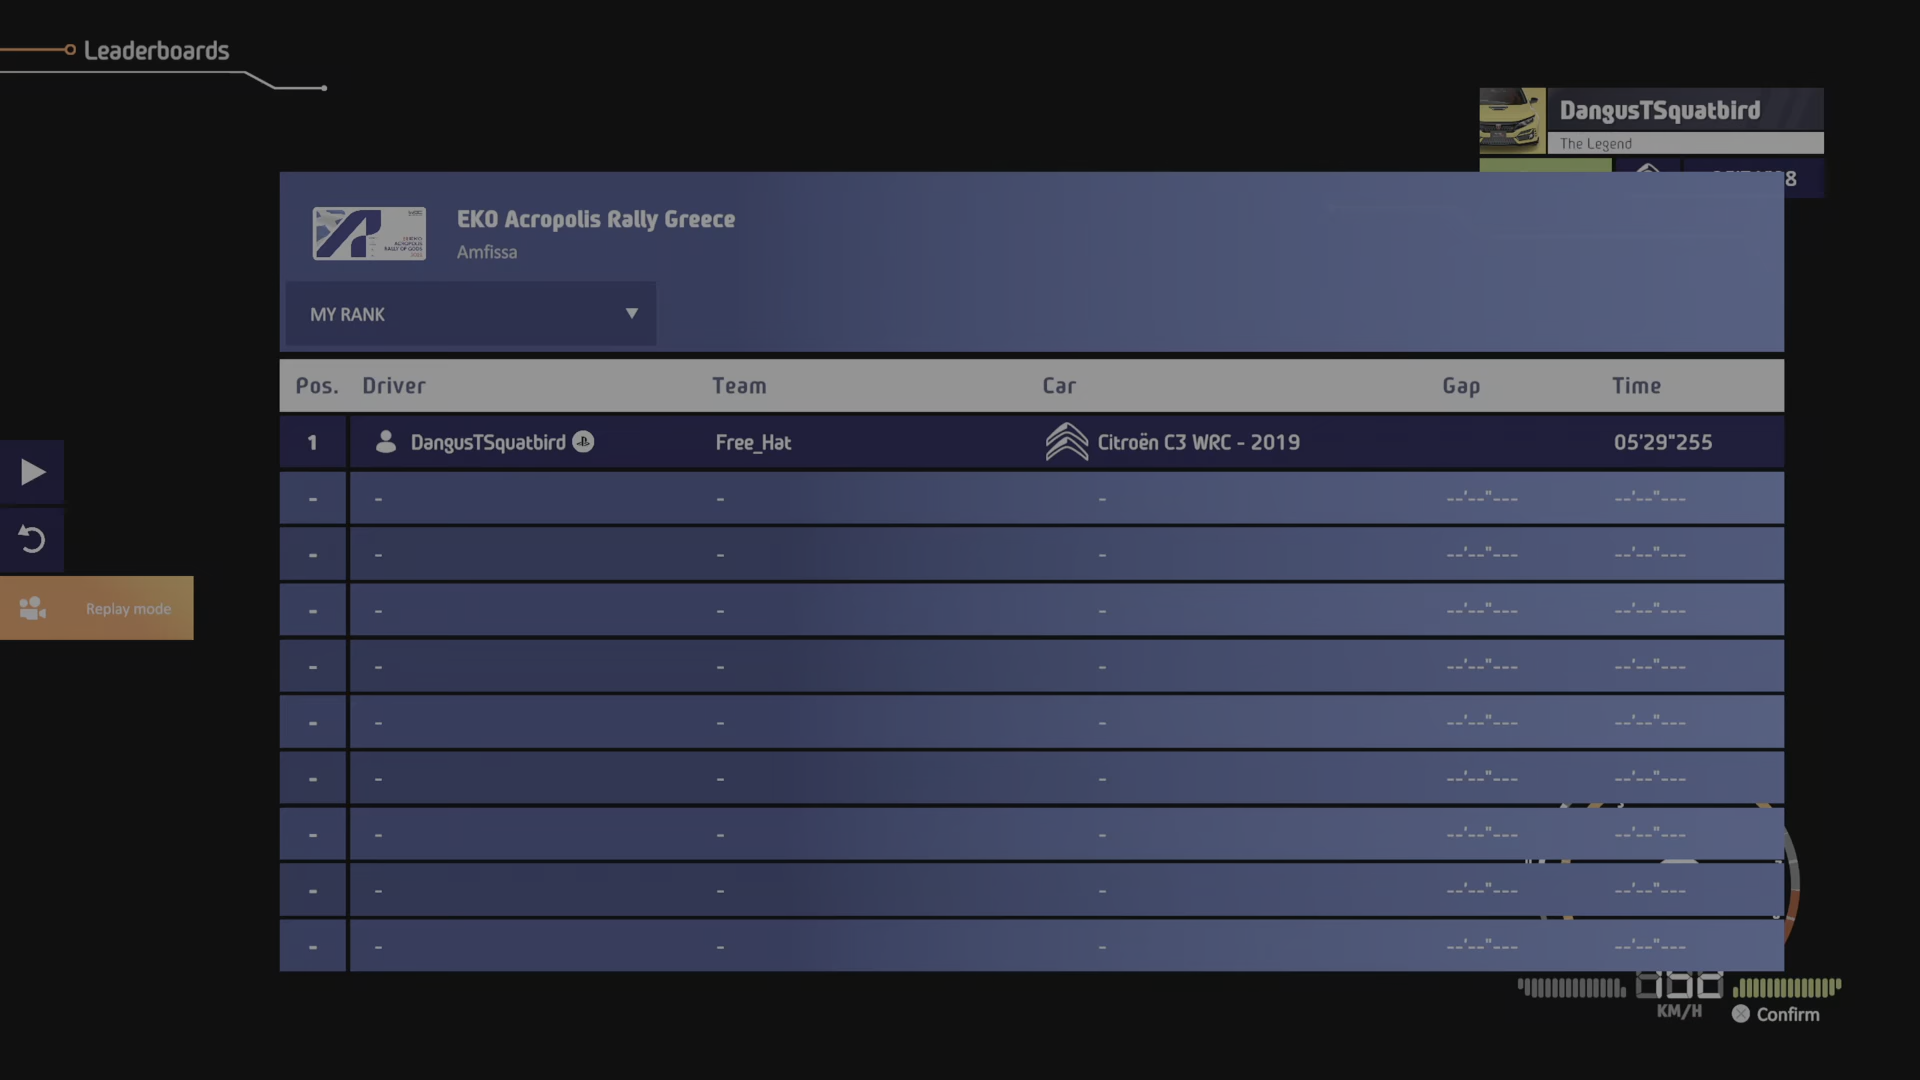 Leaderboards
DangusTSquatbird
The Legend
8
EKO Acropolis Rally Greece
Amfissa
MY RANK
Pos. Driver Team Car Gap Time
1 DangusTSquatbird Free_Hat Citroën C3 WRC - 2019 05'29"255
- - - - --'--"--- --'--"---
- - - - --'--"--- --'--"---
Replay mode
- - - - --'--"--- --'--"---
- - - - --'--"--- --'--"---
- - - - --'--"--- --'--"---
- - - - --'--"--- --'--"---
- - - - --'--"--- --'--"---
- - - - --'--"--- --'--"---
- - - - --'--"--- --'--"---
KM/H
Confirm